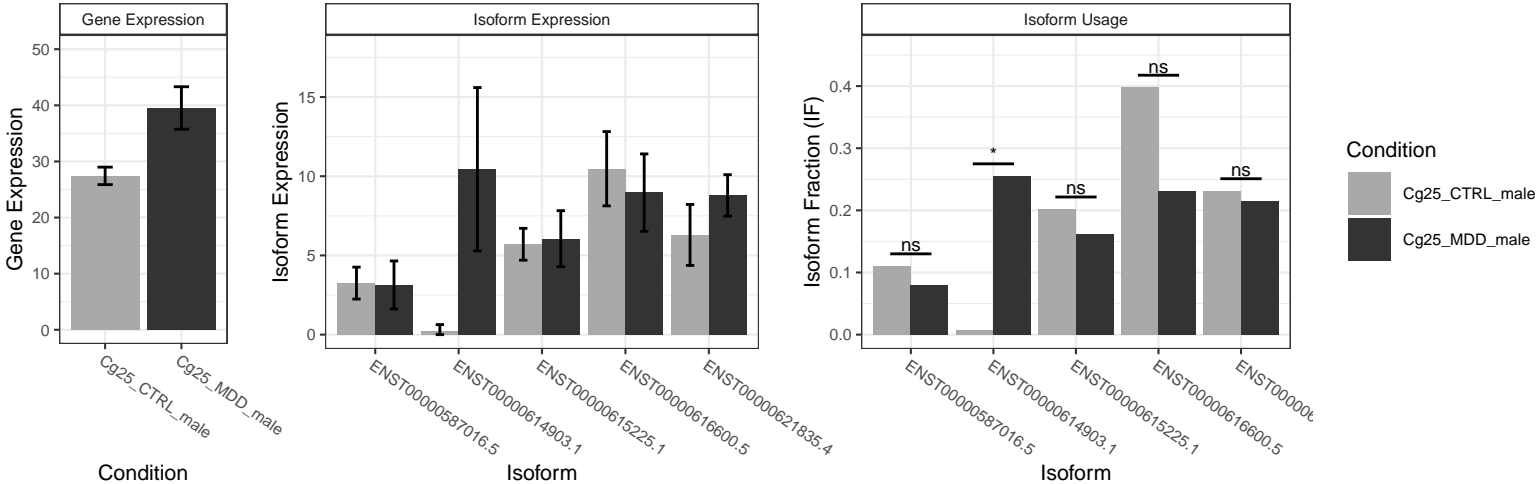 Gene Expression
Gene Expression
50
40
30
20
10
0
Cg25_CTRL_male
Cg25_MDD_male
Condition
Isoform Expression
Isoform Expression
15
10
5
0
ENST00000587016.5
ENST00000614903.1
ENST00000615225.1
ENST00000616600.5
ENST00000621835.4
Isoform
Isoform Usage
Isoform Fraction (IF)
0.4
0.3
0.2
0.1
0.0
ns
*
ns
ns
ns
ENST00000587016.5
ENST00000614903.1
ENST00000615225.1
ENST00000616600.5
Isoform
Condition
Cg25_CTRL_male
Cg25_MDD_male